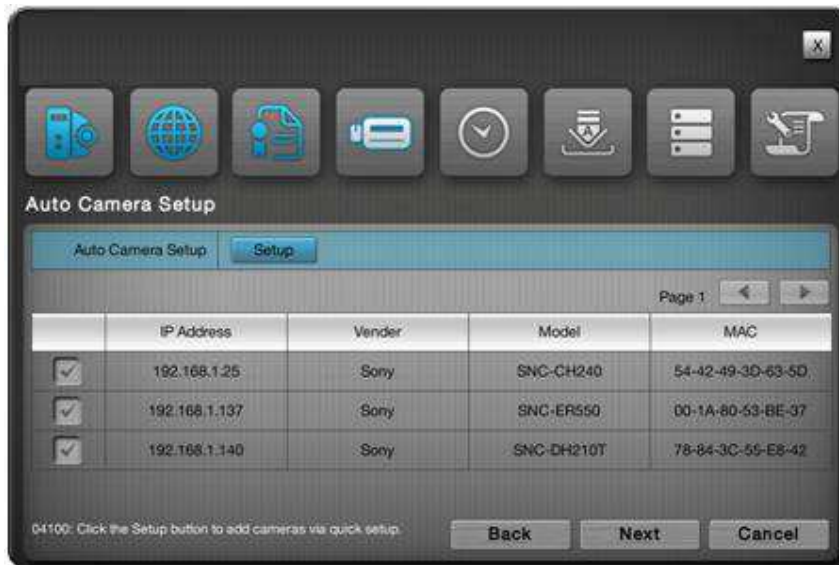 X
A
Auto Camera Setup
Auto Camera Setup Setup
Page 1
IP Address Vender Model MAC
192.168.1.25 Sony SNC-CH240 54-42-49-3D-63-5D
192.168.1.137 Sony SNC-ER550 00-1A-80-53-BE-37
192.168.1.140 Sony SNC-DH210T 78-84-3C-55-E8-42
04100: Click the Setup button to add cameras via quick setup.
Back Next Cancel